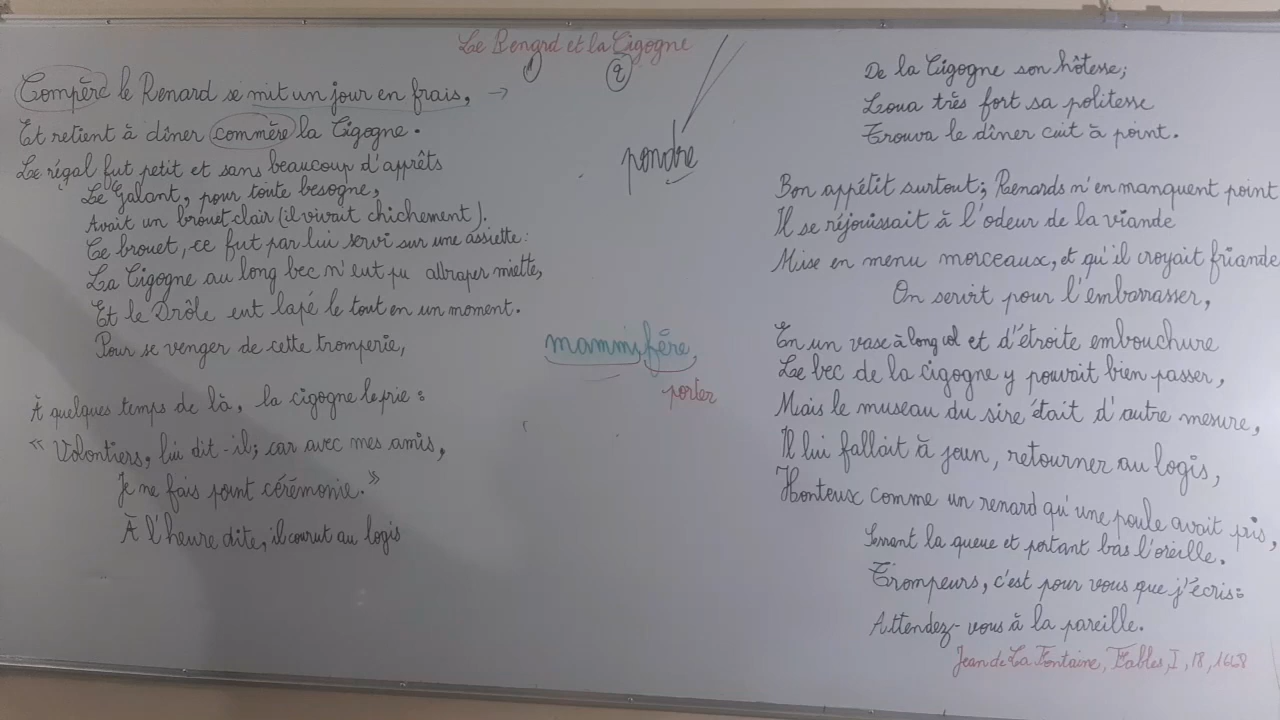 Le Renard et la Cigogne
Compère le Renard se mit un jour en frais, →
Et retient à dîner commère la Cigogne.
Le régal fut petit et sans beaucoup d'apprêts
Le Galant, pour toute besogne,
Avait un brouet clair (il vivait chichement).
Ce brouet, ce fut par lui servi sur une assiette:
La Cigogne au long bec n'eut pu attraper miette,
Et le Drôle eut lapé le tout en un moment.
Pour se venger de cette tromperie,
À quelques temps de là, la cigogne le prie :
« Volontiers, lui dit-il; car avec mes amis,
Je ne fais point cérémonie. »
À l'heure dite, il courut au logis
pondre
mammifère,
porter
De la Cigogne son hôtesse;
Loua très fort sa politesse
Trouva le dîner cuit à point.
Bon appétit surtout; Renards n'en manquent point
Il se réjouissait à l'odeur de la viande
Mise en menu morceaux, et qu'il croyait friande
On servit pour l'embarrasser,
En un vase à long col et d'étroite embouchure
Le bec de la cigogne y pouvait bien passer,
Mais le museau du sire était d'autre mesure,
Il lui fallait à jeun, retourner au logis,
Honteux comme un renard qu'une poule avait pis,
Serrant la queue et portant bas l'oreille.
Trompeurs, c'est pour vous que j'écris:
Attendez-vous à la pareille.
Jean de La Fontaine, Fables, I, 18, 1668